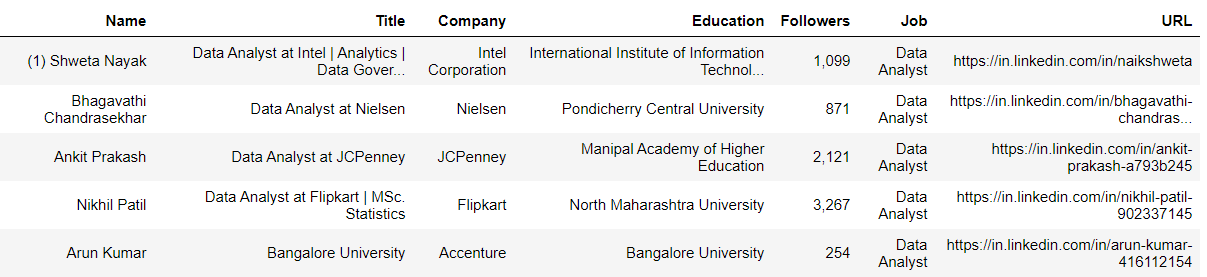 Name Title Company Education Followers Job URL
(1) Shweta Nayak Data Analyst at Intel | Analytics | Data Gover... Intel Corporation International Institute of Information Technol... 1,099 Data Analyst https://in.linkedin.com/in/naikshweta
Bhagavathi Chandrasekhar Data Analyst at Nielsen Nielsen Pondicherry Central University 871 Data Analyst https://in.linkedin.com/in/bhagavathi-chandras...
Ankit Prakash Data Analyst at JCPenney JCPenney Manipal Academy of Higher Education 2,121 Data Analyst https://in.linkedin.com/in/ankit-prakash-a793b245
Nikhil Patil Data Analyst at Flipkart | MSc. Statistics Flipkart North Maharashtra University 3,267 Data Analyst https://in.linkedin.com/in/nikhil-patil-902337145
Arun Kumar Bangalore University Accenture Bangalore University 254 Data Analyst https://in.linkedin.com/in/arun-kumar-416112154